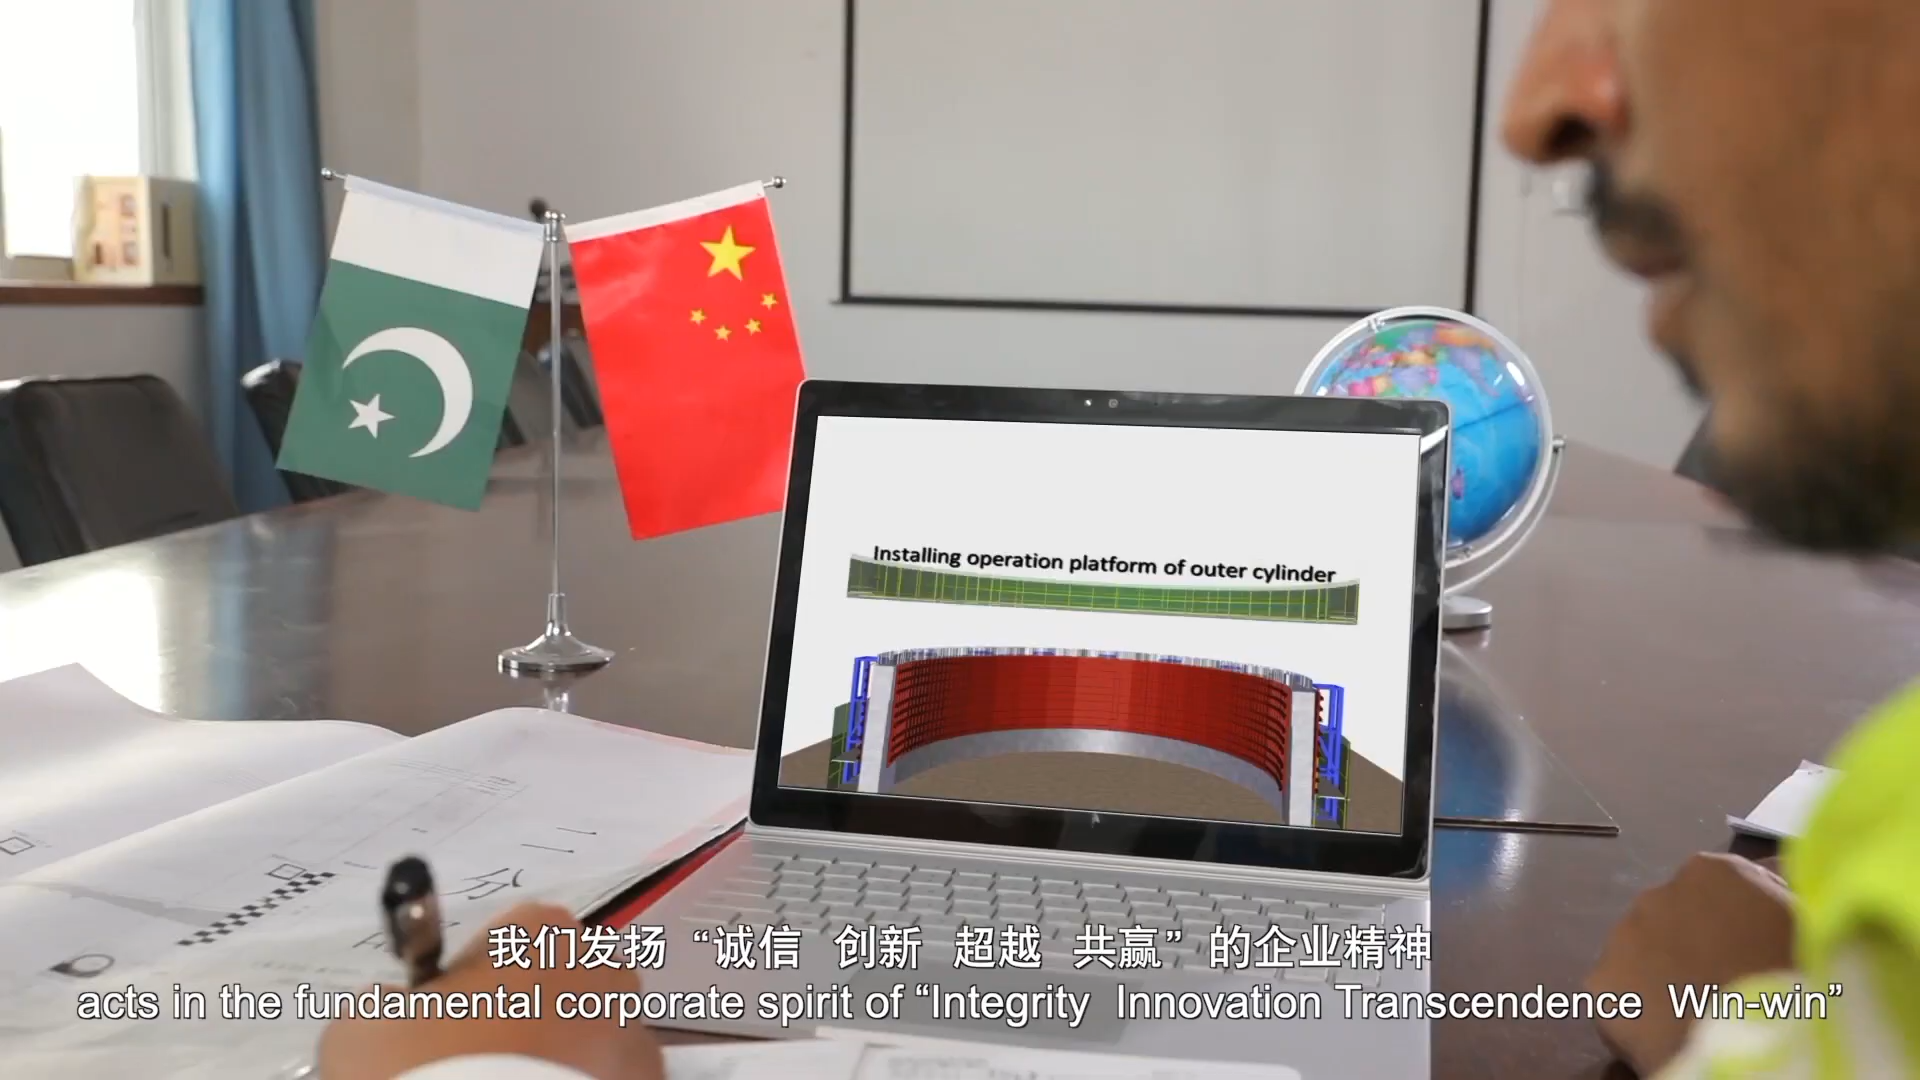 Installing operation platform of outer cylinder
我们发扬“诚信 创新 超越 共赢”的企业精神
acts in the fundamental corporate spirit of “Integrity Innovation Transcendence Win-win”